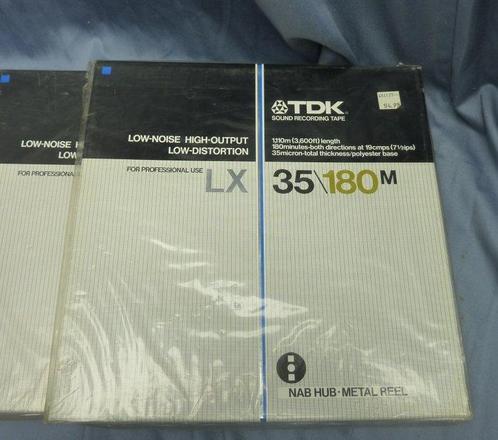 TDK
SOUND RECORDING TAPE
LOW-NOISE HIGH-OUTPUT
LOW-DISTORTION
1,110m (3,600ft) length
180minutes-both directions at 19cmps (7½ips)
35micron-total thickness/polyester base
FOR PROFESSIONAL USE
LX
35\180M
NAB HUB·METAL REEL
LOW-NOISE
LOW
FOR PROFESSIONAL